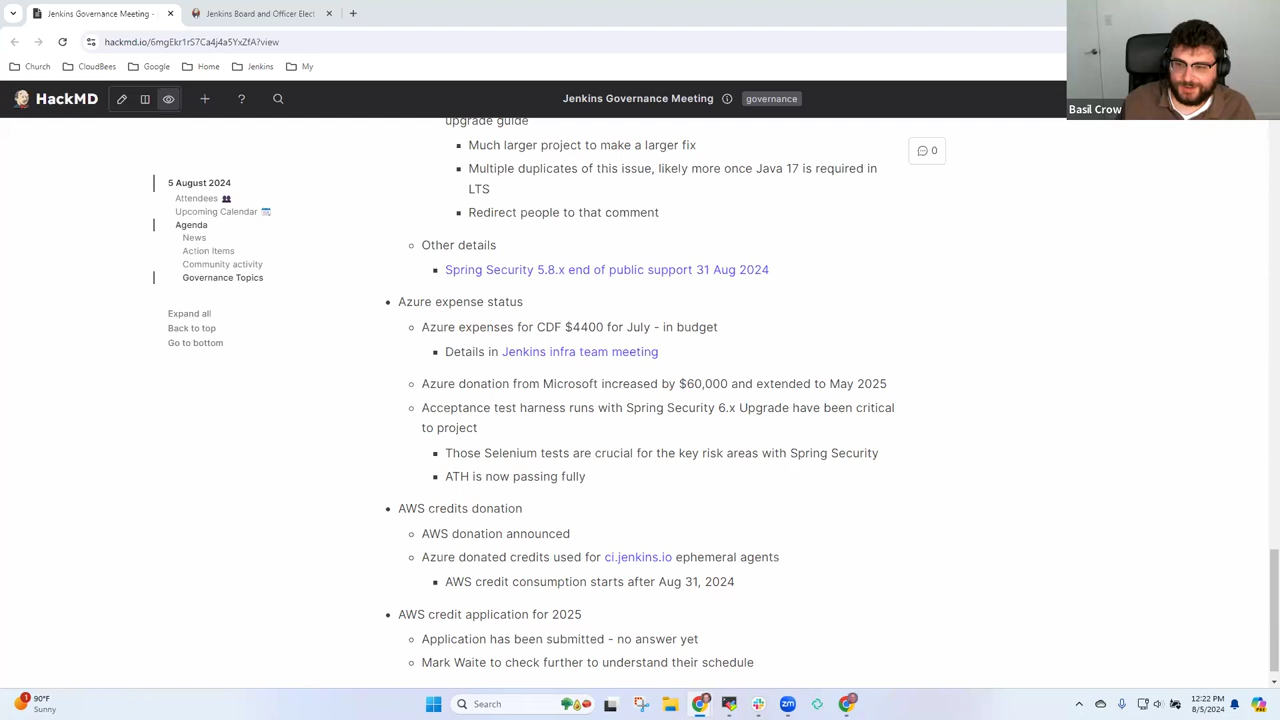 Jenkins Governance Meeting -
Jenkins Board and Officer Elect
hackmd.io/6mgEkr1rS7Ca4j4a5YxZfA?view
Church
CloudBees
Google
Home
Jenkins
My
HackMD
Jenkins Governance Meeting
governance
Basil Crow
0
5 August 2024
Attendees
Upcoming Calendar
Agenda
News
Action Items
Community activity
Governance Topics
Expand all
Back to top
Go to bottom
upgrade guide
Much larger project to make a larger fix
Multiple duplicates of this issue, likely more once Java 17 is required in
LTS
Redirect people to that comment
Other details
Spring Security 5.8.x end of public support 31 Aug 2024
Azure expense status
Azure expenses for CDF $4400 for July - in budget
Details in Jenkins infra team meeting
Azure donation from Microsoft increased by $60,000 and extended to May 2025
Acceptance test harness runs with Spring Security 6.x Upgrade have been critical
to project
Those Selenium tests are crucial for the key risk areas with Spring Security
ATH is now passing fully
AWS credits donation
AWS donation announced
Azure donated credits used for ci.jenkins.io ephemeral agents
AWS credit consumption starts after Aug 31, 2024
AWS credit application for 2025
Application has been submitted - no answer yet
Mark Waite to check further to understand their schedule
1
90°F
Sunny
Search
zm
12:22 PM
8/5/2024